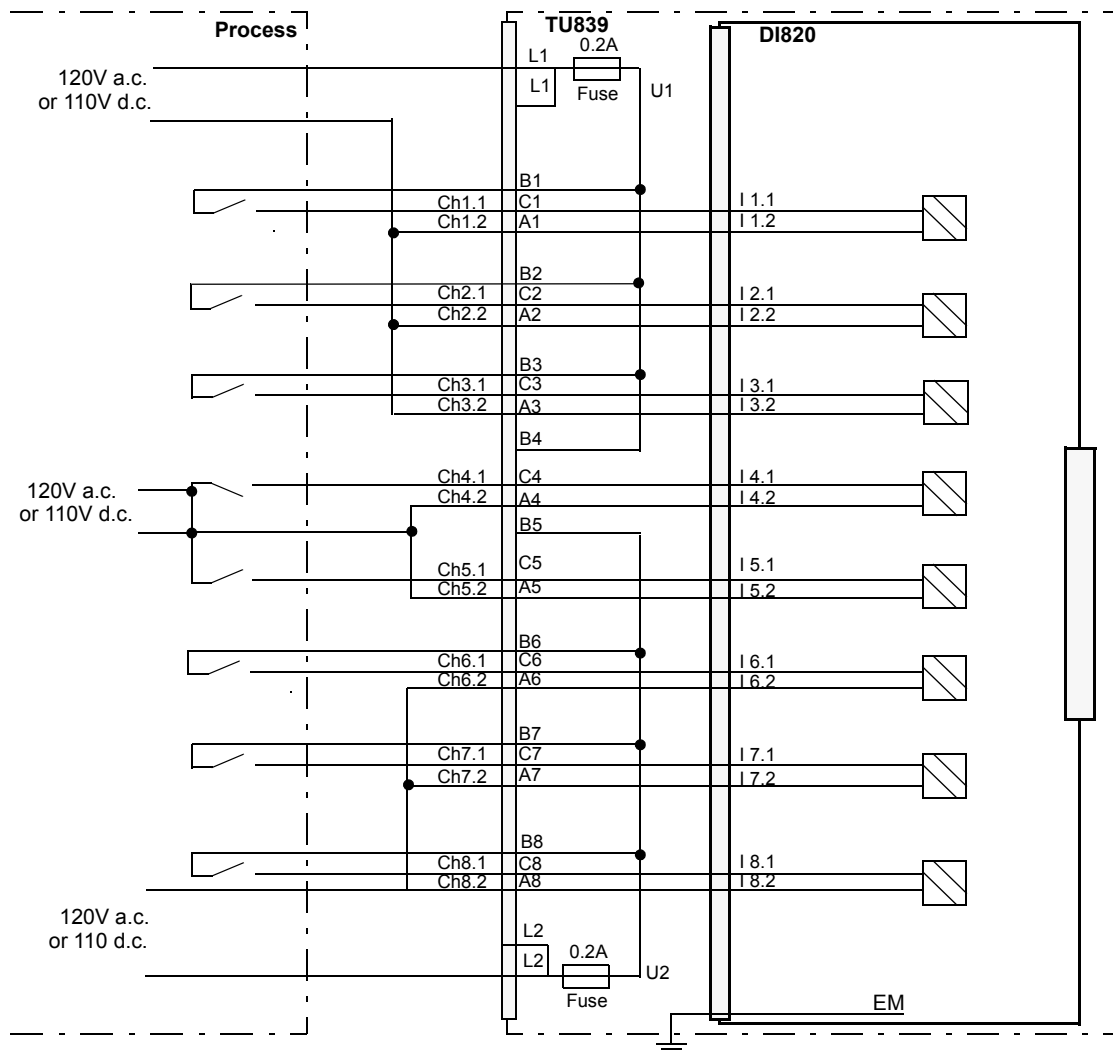 Process
TU839
DI820
L1
0.2A
120V a.c.
or 110V d.c.
L1
Fuse
U1
B1
Ch1.1
C1
I 1.1
Ch1.2
A1
I 1.2
B2
Ch2.1
C2
I 2.1
Ch2.2
A2
I 2.2
B3
Ch3.1
C3
I 3.1
Ch3.2
A3
I 3.2
B4
120V a.c.
or 110V d.c.
Ch4.1
C4
I 4.1
Ch4.2
A4
I 4.2
B5
Ch5.1
C5
I 5.1
Ch5.2
A5
I 5.2
B6
Ch6.1
C6
I 6.1
Ch6.2
A6
I 6.2
B7
Ch7.1
C7
I 7.1
Ch7.2
A7
I 7.2
B8
Ch8.1
C8
I 8.1
Ch8.2
A8
I 8.2
120V a.c.
or 110 d.c.
L2
L2
0.2A
U2
Fuse
EM